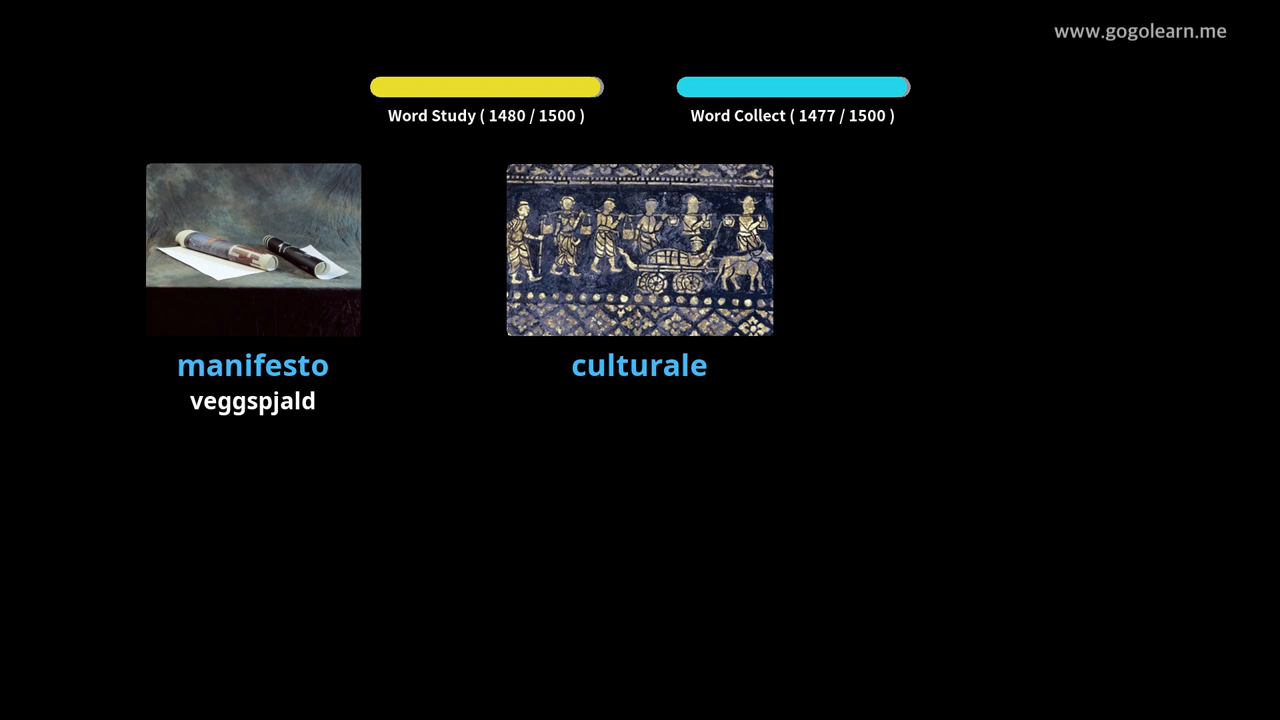 www.gogolearn.me
Word Study ( 1480 / 1500 )
Word Collect ( 1477 / 1500 )
manifesto
veggspjald
culturale